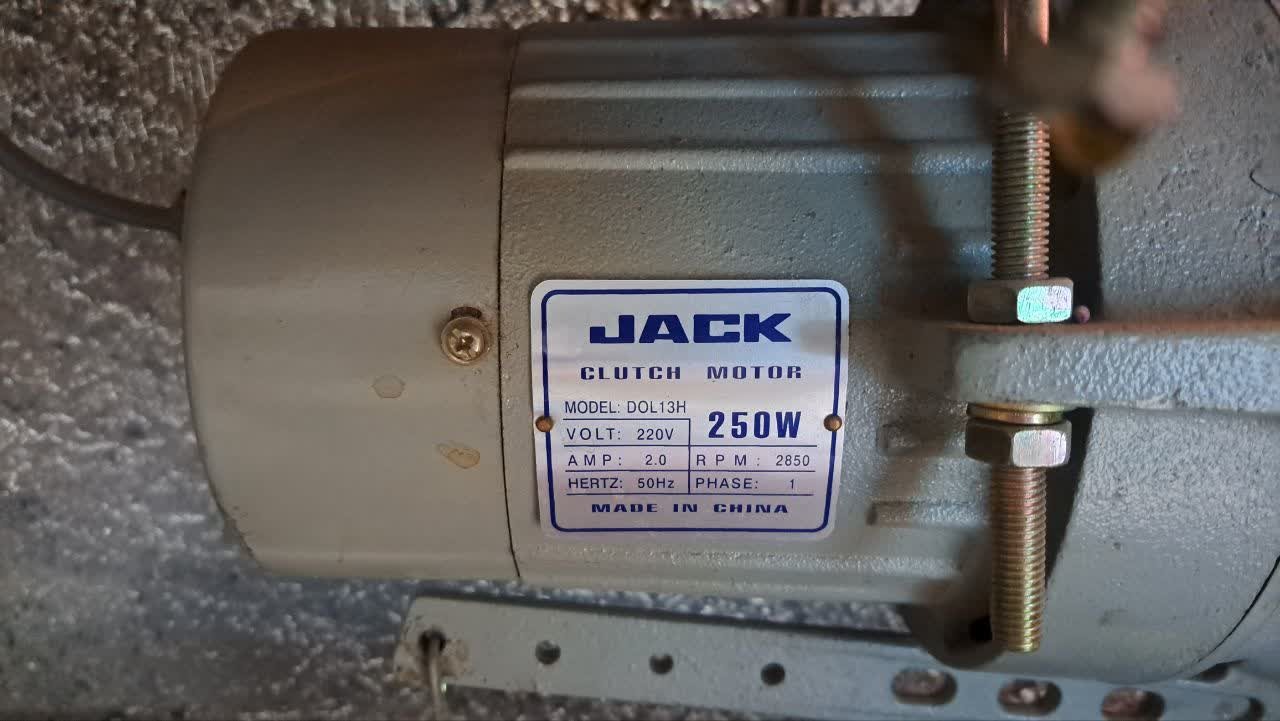 JACK
CLUTCH MOTOR
MODEL: DOL13H
250W
VOLT: 220V
AMP: 2.0
RPM: 2850
HERTZ: 50Hz
PHASE: 1
MADE IN CHINA